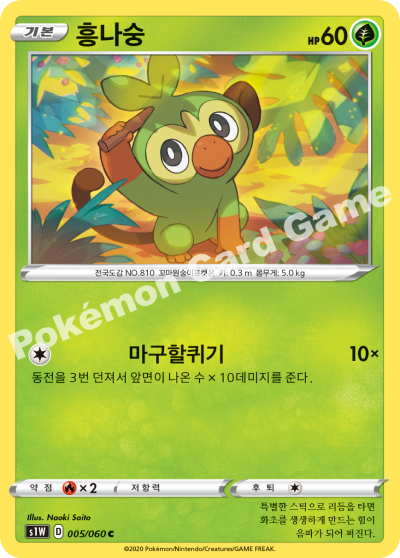 기본 흥나숭 HP 60
전국도감 NO.810 꼬마원숭이포켓몬 키: 0.3 m 몸무게: 5.0 kg
Pokémon Card Game
마구할퀴기 10×
동전을 3번 던져서 앞면이 나온 수 × 10데미지를 준다.
약점 ×2 저항력 후퇴
Illus. Naoki Saito
s1W D 005/060 C
특별한 스틱으로 리듬을 타면
화초를 생생하게 만드는 힘이
음파가 되어 퍼진다.
©2020 Pokémon/Nintendo/Creatures/GAME FREAK.